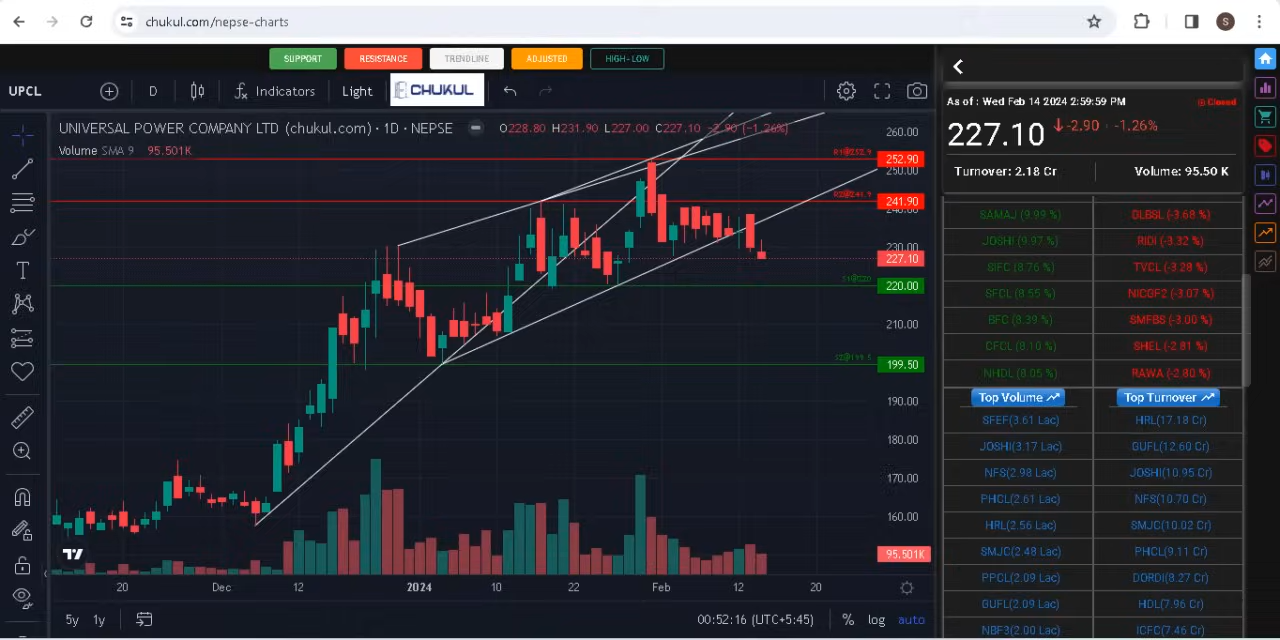 chukul.com/nepse-charts
S
SUPPORT RESISTANCE TRENDLINE ADJUSTED HIGH-LOW
UPCL D Indicators Light CHUKUL
UNIVERSAL POWER COMPANY LTD (chukul.com) · 1D · NEPSE O228.80 H231.90 L227.00 C227.10 -2.90 (-1.26%)
Volume SMA 9 95.501K
260.00
R1@252.9 252.90
250.00
R2@241.9 241.90
240.00
230.00
227.10
S1@220 220.00
210.00
S2@199.5 199.50
190.00
180.00
170.00
160.00
95.501K
20 Dec 12 2024 10 22 Feb 12 20
5y 1y 00:52:16 (UTC+5:45) % log auto
As of : Wed Feb 14 2024 2:59:59 PM Closed
227.10 -2.90 -1.26%
Turnover: 2.18 Cr Volume: 95.50 K
SAMAJ (9.99 %) DLBSL (-3.68 %)
JOSHI (9.97 %) RIDI (-3.32 %)
SIFC (8.76 %) TVCL (-3.28 %)
SFCL (8.55 %) NICGF2 (-3.07 %)
BFC (8.39 %) SMFBS (-3.00 %)
CFCL (8.10 %) SHEL (-2.81 %)
NHDL (8.05 %) RAWA (-2.80 %)
Top Volume Top Turnover
SFEF(3.61 Lac) HRL(17.18 Cr)
JOSHI(3.17 Lac) GUFL(12.60 Cr)
NFS(2.98 Lac) JOSHI(10.95 Cr)
PHCL(2.61 Lac) NFS(10.70 Cr)
HRL(2.56 Lac) SMJC(10.02 Cr)
SMJC(2.48 Lac) PHCL(9.11 Cr)
PPCL(2.09 Lac) DORDI(8.27 Cr)
GUFL(2.09 Lac) HDL(7.96 Cr)
NBF3(2.00 Lac) ICFC(7.46 Cr)